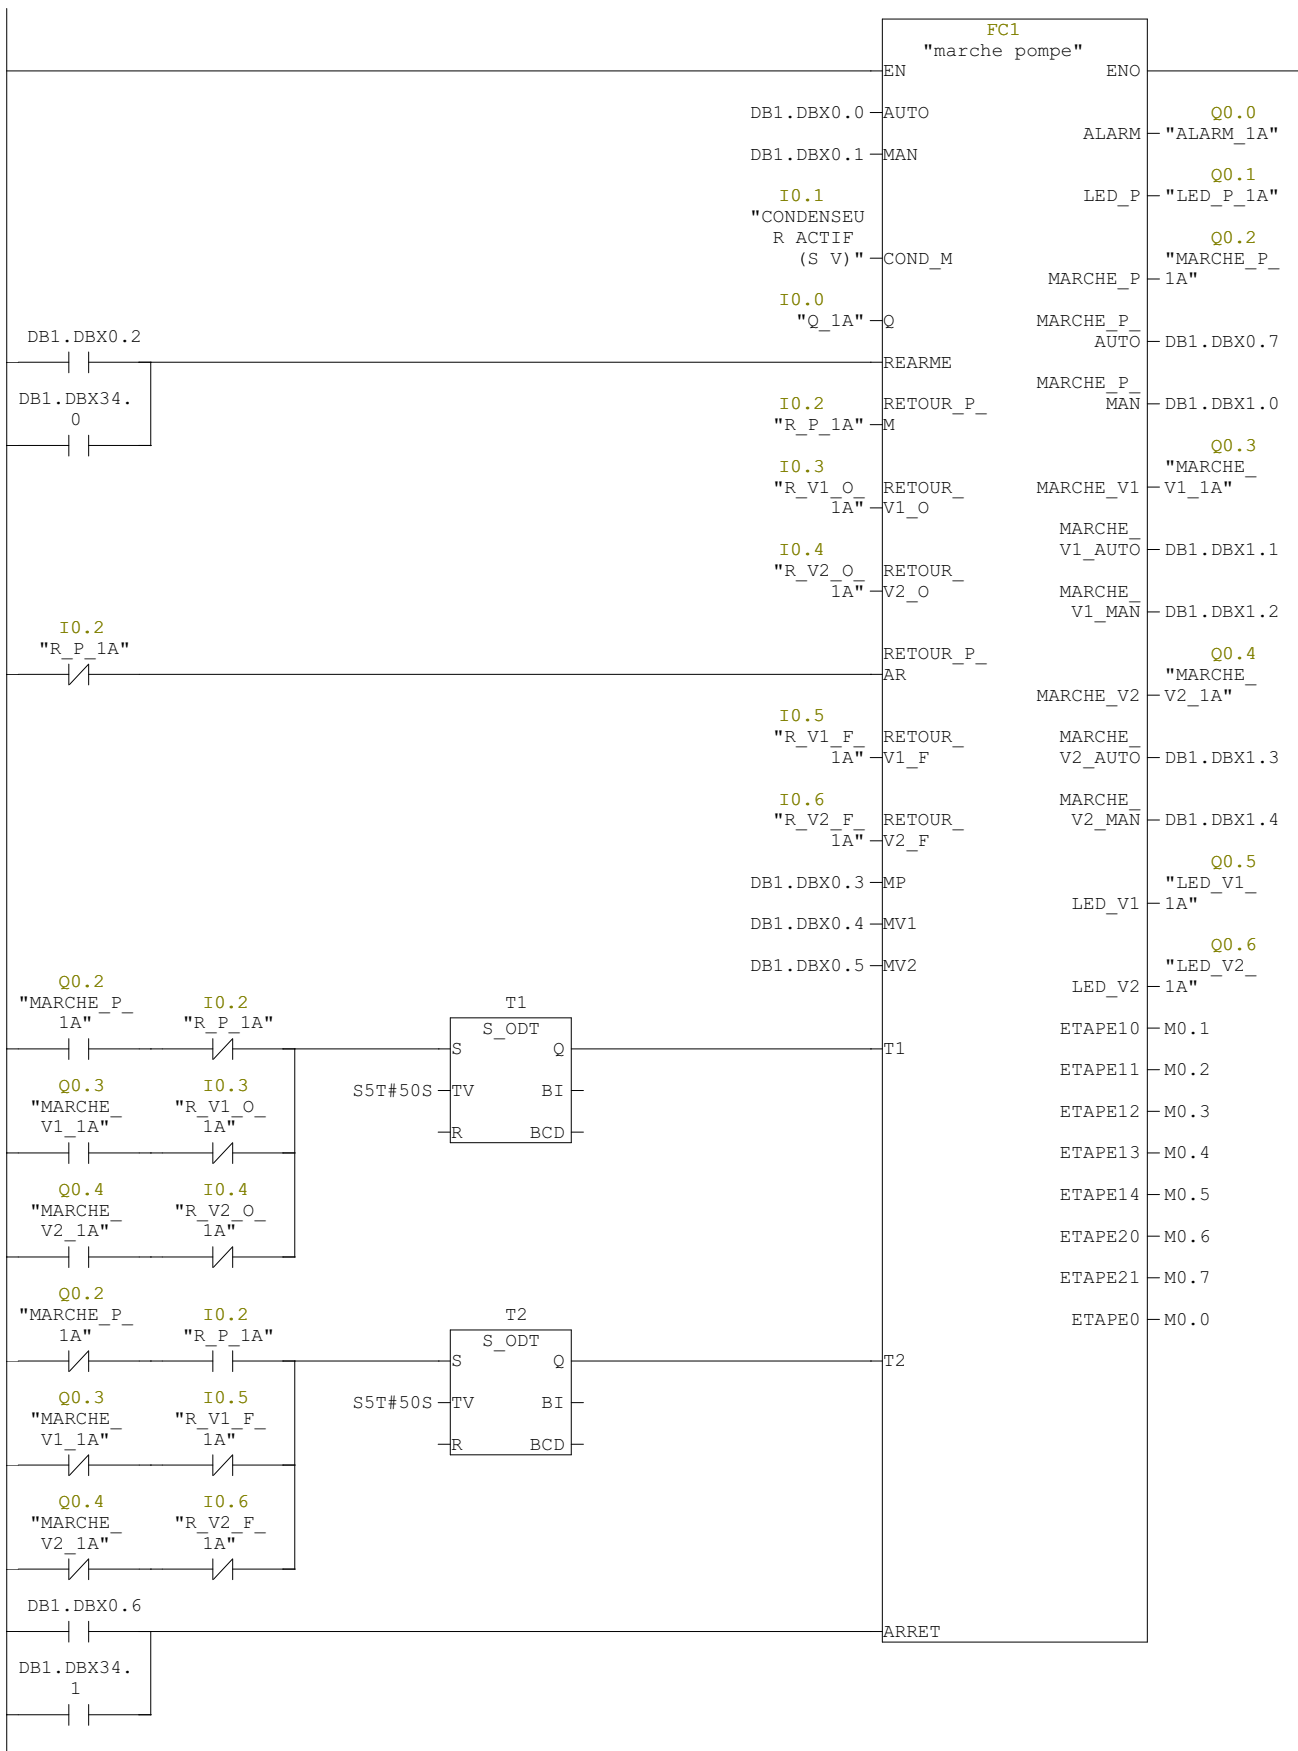 FC1
"marche pompe"
EN
ENO
DB1.DBX0.0
AUTO
Q0.0
ALARM
"ALARM_1A"
DB1.DBX0.1
MAN
Q0.1
I0.1
LED_P
"LED_P_1A"
"CONDENSEU
R ACTIF
(S V)"
COND_M
Q0.2
"MARCHE_P_
MARCHE_P
1A"
I0.0
"Q_1A"
Q
MARCHE_P_
AUTO
DB1.DBX0.7
DB1.DBX0.2
REARME
DB1.DBX34.
0
MARCHE_P_
MAN
DB1.DBX1.0
I0.2
"R_P_1A"
RETOUR_P_
M
Q0.3
"MARCHE_
MARCHE_V1
V1_1A"
I0.3
"R_V1_O_
1A"
RETOUR_
V1_O
MARCHE_
V1_AUTO
DB1.DBX1.1
I0.4
"R_V2_O_
1A"
RETOUR_
V2_O
MARCHE_
V1_MAN
DB1.DBX1.2
I0.2
"R_P_1A"
RETOUR_P_
AR
Q0.4
"MARCHE_
MARCHE_V2
V2_1A"
I0.5
"R_V1_F_
1A"
RETOUR_
V1_F
MARCHE_
V2_AUTO
DB1.DBX1.3
I0.6
"R_V2_F_
1A"
RETOUR_
V2_F
MARCHE_
V2_MAN
DB1.DBX1.4
DB1.DBX0.3
MP
Q0.5
"LED_V1_
LED_V1
1A"
DB1.DBX0.4
MV1
DB1.DBX0.5
MV2
Q0.6
"LED_V2_
LED_V2
1A"
Q0.2
"MARCHE_P_
1A"
I0.2
"R_P_1A"
T1
S_ODT
S
Q
T1
ETAPE10
M0.1
Q0.3
"MARCHE_
V1_1A"
I0.3
"R_V1_O_
1A"
S5T#50S
TV
BI
ETAPE11
M0.2
R
BCD
ETAPE12
M0.3
ETAPE13
M0.4
Q0.4
"MARCHE_
V2_1A"
I0.4
"R_V2_O_
1A"
ETAPE14
M0.5
ETAPE20
M0.6
ETAPE21
M0.7
ETAPE0
M0.0
Q0.2
"MARCHE_P_
1A"
I0.2
"R_P_1A"
T2
S_ODT
S
Q
T2
Q0.3
"MARCHE_
V1_1A"
I0.5
"R_V1_F_
1A"
S5T#50S
TV
BI
R
BCD
Q0.4
"MARCHE_
V2_1A"
I0.6
"R_V2_F_
1A"
DB1.DBX0.6
ARRET
DB1.DBX34.
1